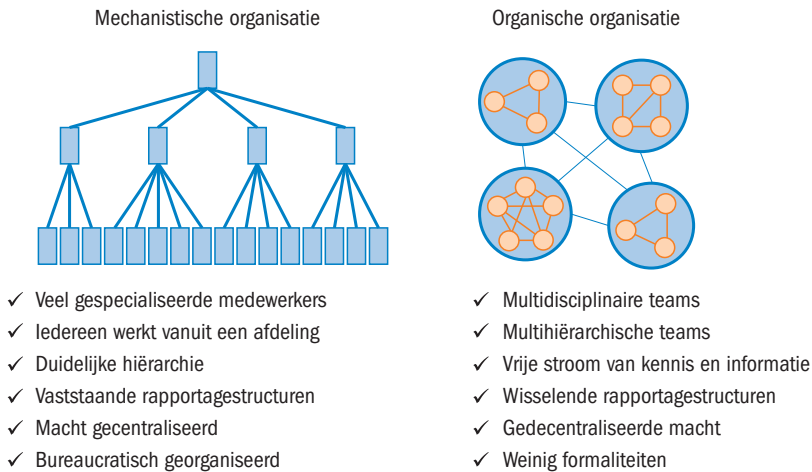 Mechanistische organisatie
Organische organisatie
✓ Veel gespecialiseerde medewerkers
✓ Iedereen werkt vanuit een afdeling
✓ Duidelijke hiërarchie
✓ Vaststaande rapportagestructuren
✓ Macht gecentraliseerd
✓ Bureaucratisch georganiseerd
✓ Multidisciplinaire teams
✓ Multihiërarchische teams
✓ Vrije stroom van kennis en informatie
✓ Wisselende rapportagestructuren
✓ Gedecentraliseerde macht
✓ Weinig formaliteiten